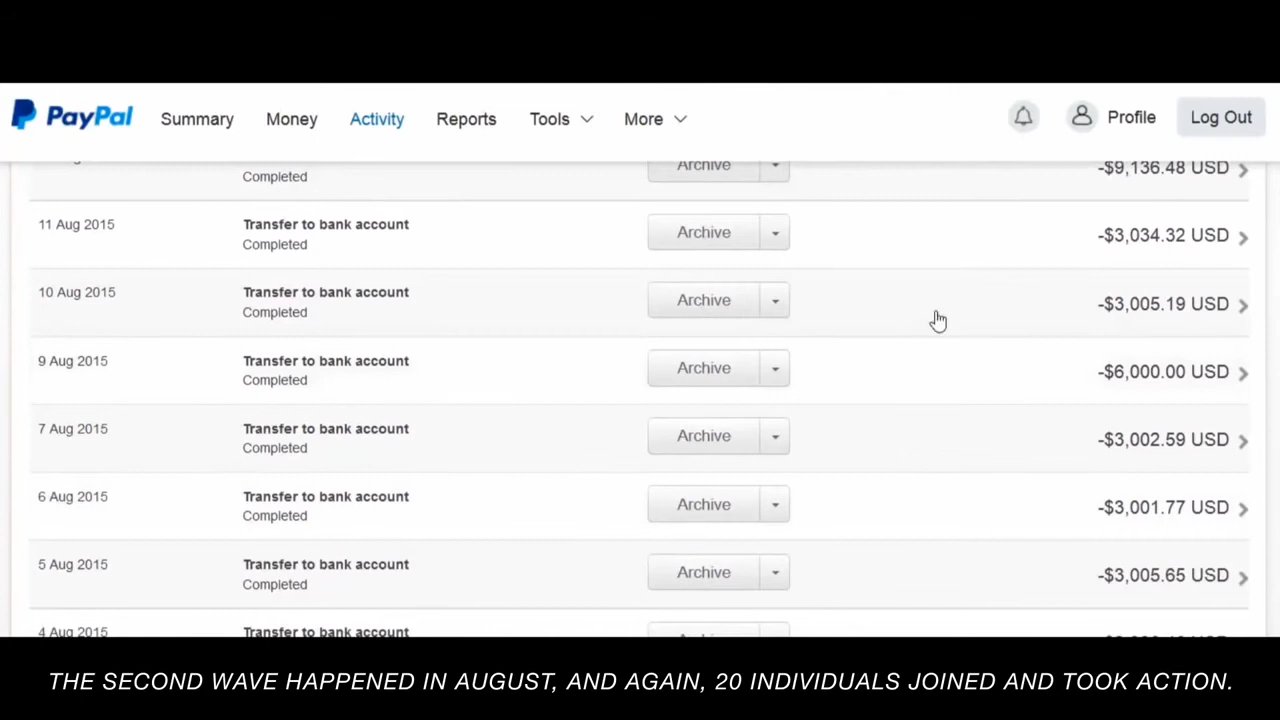 PayPal Summary Money Activity Reports Tools More Profile Log Out
Completed Archive -$9,136.48 USD
11 Aug 2015 Transfer to bank account Archive -$3,034.32 USD
Completed
10 Aug 2015 Transfer to bank account Archive -$3,005.19 USD
Completed
9 Aug 2015 Transfer to bank account Archive -$6,000.00 USD
Completed
7 Aug 2015 Transfer to bank account Archive -$3,002.59 USD
Completed
6 Aug 2015 Transfer to bank account Archive -$3,001.77 USD
Completed
5 Aug 2015 Transfer to bank account Archive -$3,005.65 USD
Completed
4 Aug 2015 Transfer to bank account
THE SECOND WAVE HAPPENED IN AUGUST, AND AGAIN, 20 INDIVIDUALS JOINED AND TOOK ACTION.